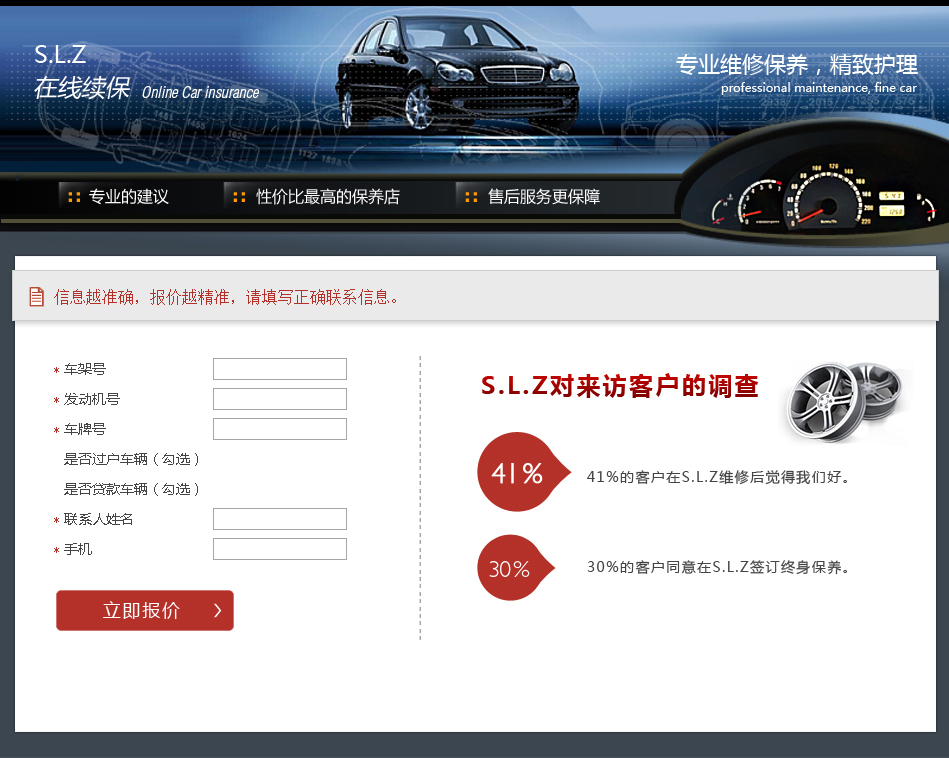 S.L.Z
在线续保 Online Car insurance
专业维修保养，精致护理
professional maintenance, fine car
专业的建议
性价比最高的保养店
售后服务更保障
信息越准确，报价越精准，请填写正确联系信息。
* 车架号
* 发动机号
* 车牌号
是否过户车辆（勾选）
是否贷款车辆（勾选）
* 联系人姓名
* 手机
立即报价
S.L.Z对来访客户的调查
41%
41%的客户在S.L.Z维修后觉得我们好。
30%
30%的客户同意在S.L.Z签订终身保养。